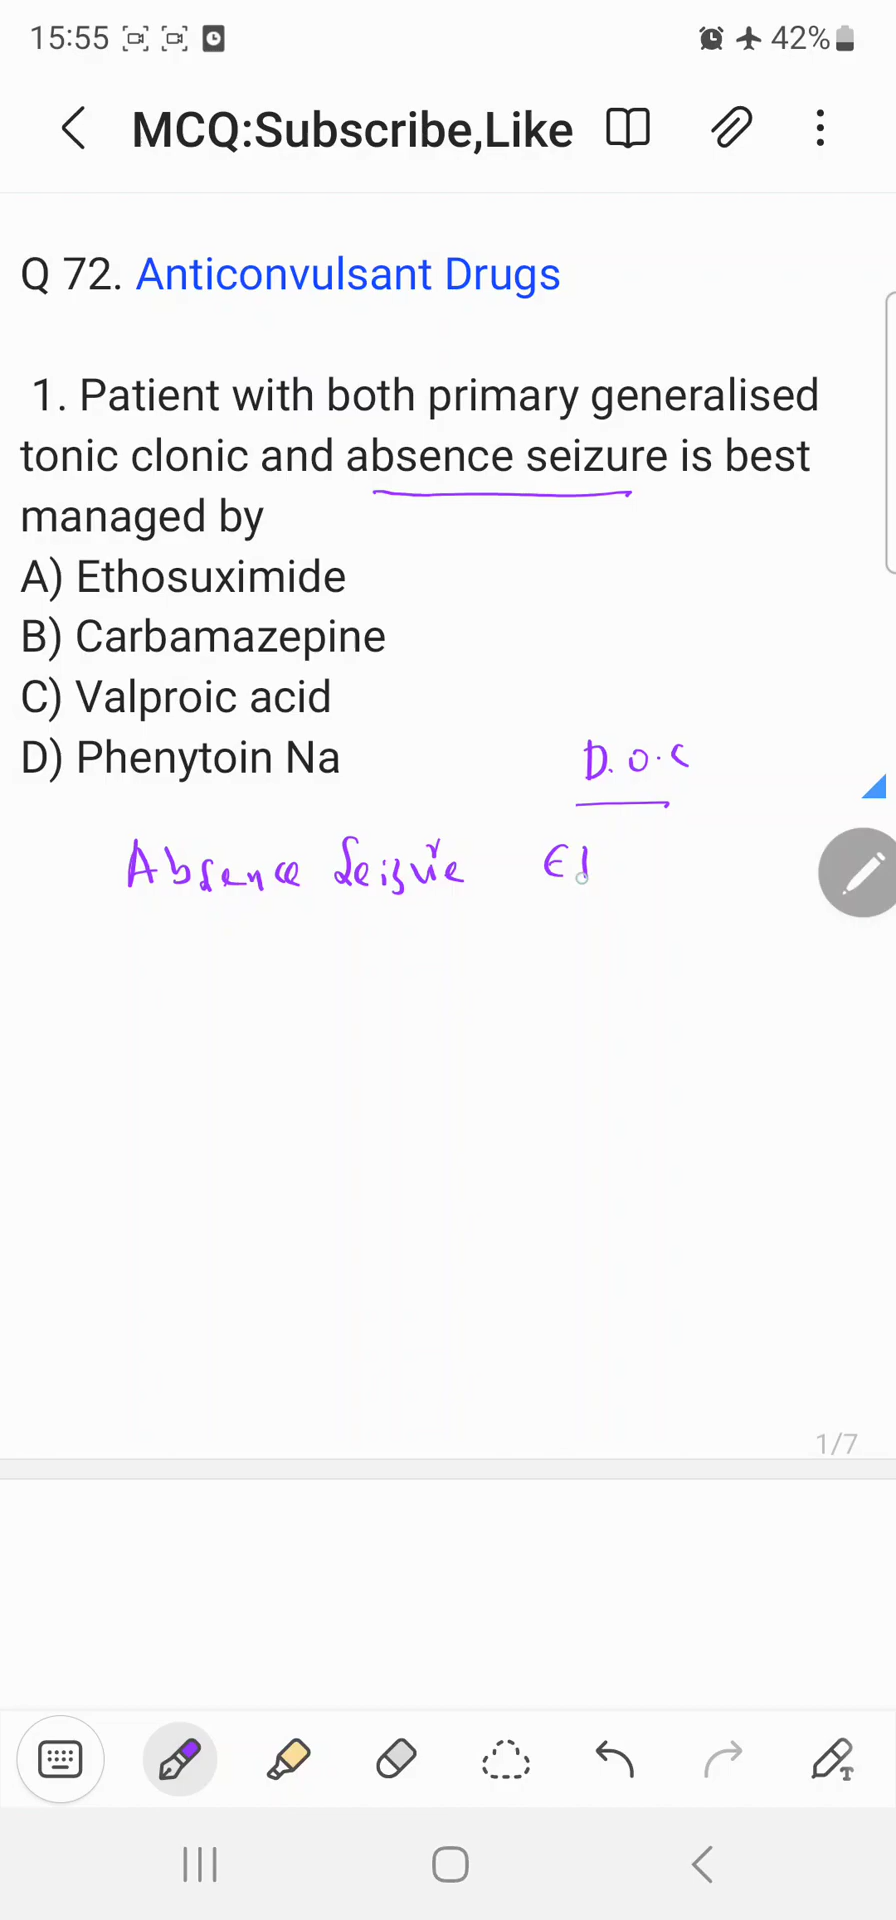 15:55 42%
MCQ:Subscribe,Like
Q 72. Anticonvulsant Drugs
1. Patient with both primary generalised
tonic clonic and absence seizure is best
managed by
A) Ethosuximide
B) Carbamazepine
C) Valproic acid
D) Phenytoin Na
D.O.C
Absence Seizure
1/7